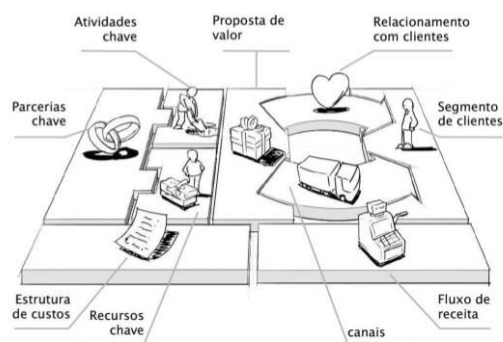 Atividades
chave
Proposta de
valor
Relacionamento
com clientes
Parcerias
chave
Segmento
de clientes
Estrutura
de custos
Recursos
chave
canais
Fluxo de
receita